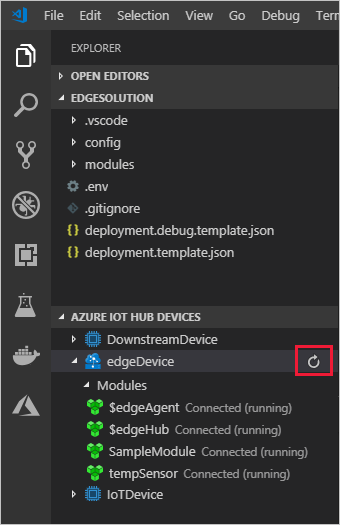 File Edit View Go Debug Terr
EXPLORER
OPEN EDITORS
EDGESOLUTION
.vscode
config
modules
.env
.gitignore
{ } deployment.debug.template.json
{ } deployment.template.json
AZURE IOT HUB DEVICES
DownstreamDevice
edgeDevice
Modules
$edgeAgent Connected (running)
$edgeHub Connected (running)
SampleModule Connected (running)
tempSensor Connected (running)
IoTDevice